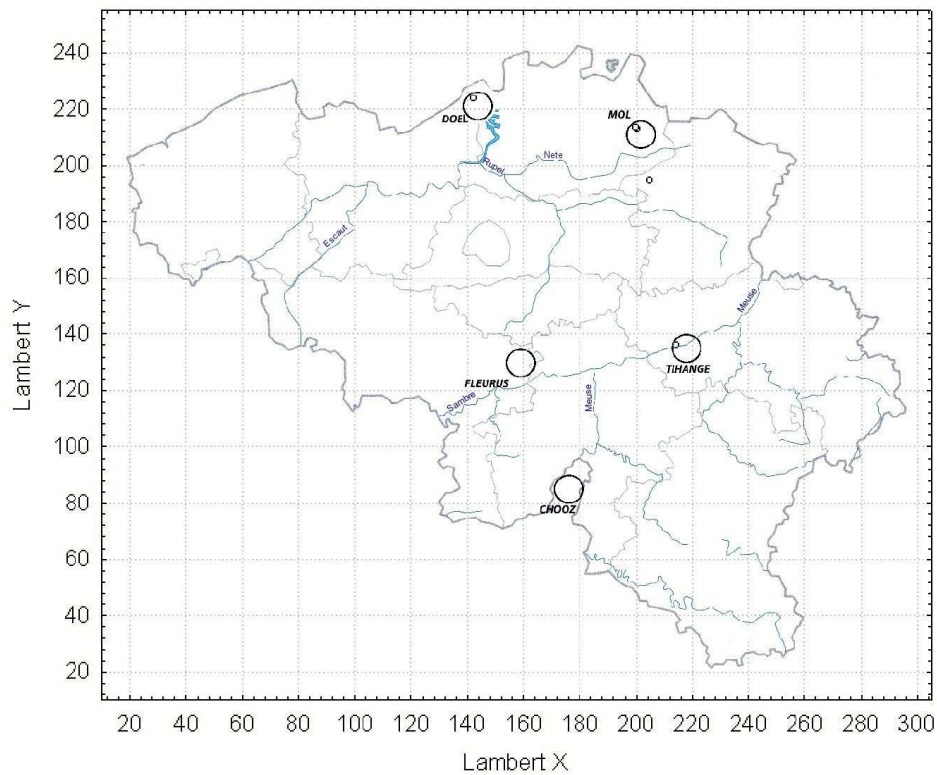 240
220
200
180
160
140
120
100
80
60
40
20
Lambert Y
DOEL
MOL
Rupel
Nete
Escaut
Meuse
FLEURUS
TIHANGE
Sambre
Meuse
CHOOZ
20 40 60 80 100 120 140 160 180 200 220 240 260 280 300
Lambert X